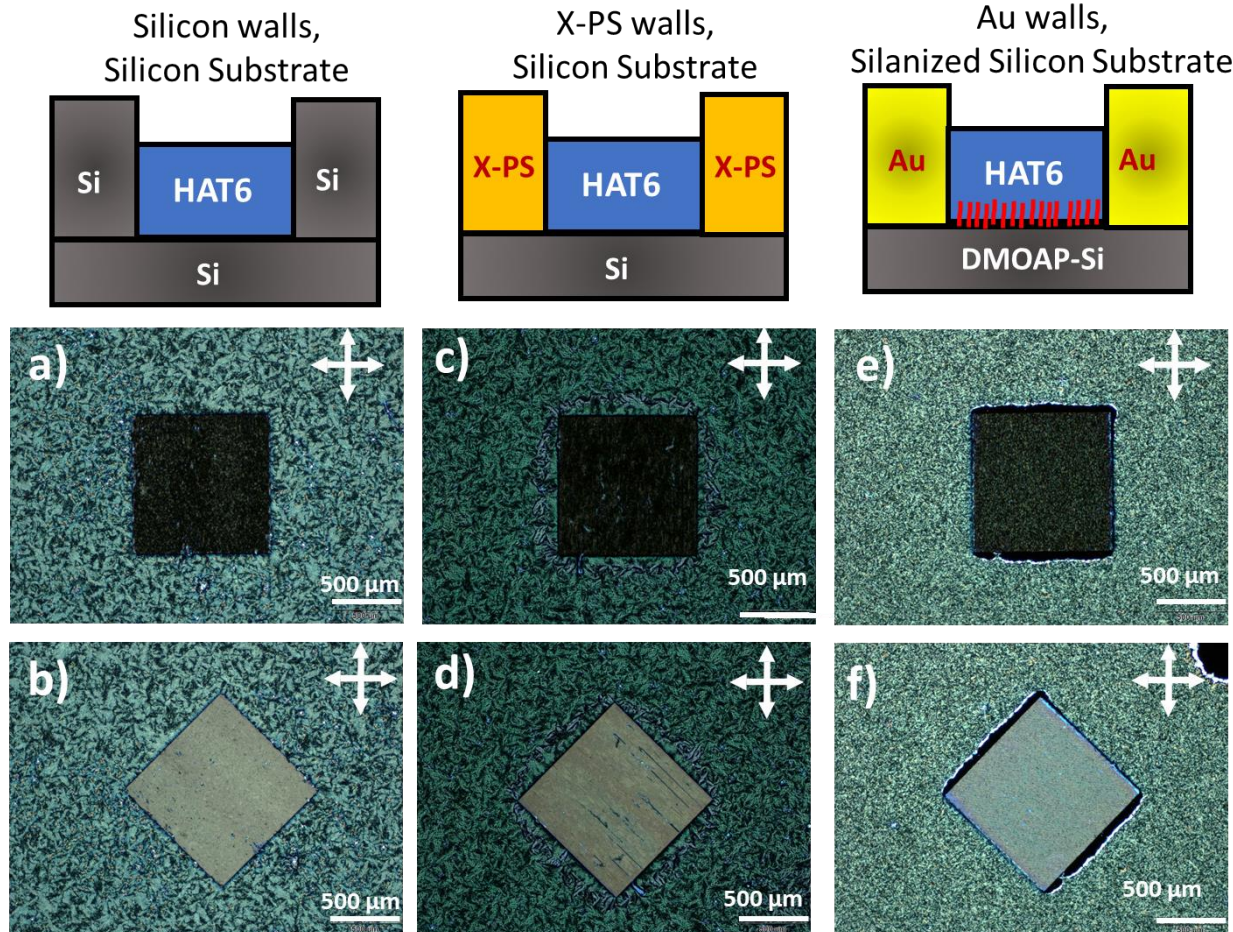 Silicon walls,
Silicon Substrate
X-PS walls,
Silicon Substrate
Au walls,
Silanized Silicon Substrate
Si
HAT6
Si
Si
X-PS
HAT6
X-PS
Si
Au
HAT6
Au
DMOAP-Si
a)
500 µm
c)
500 µm
e)
500 µm
b)
500 µm
d)
500 µm
f)
500 µm